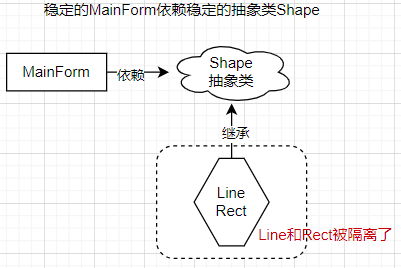 稳定的MainForm依赖稳定的抽象类Shape
MainForm
依赖
Shape
抽象类
继承
Line
Rect
Line和Rect被隔离了